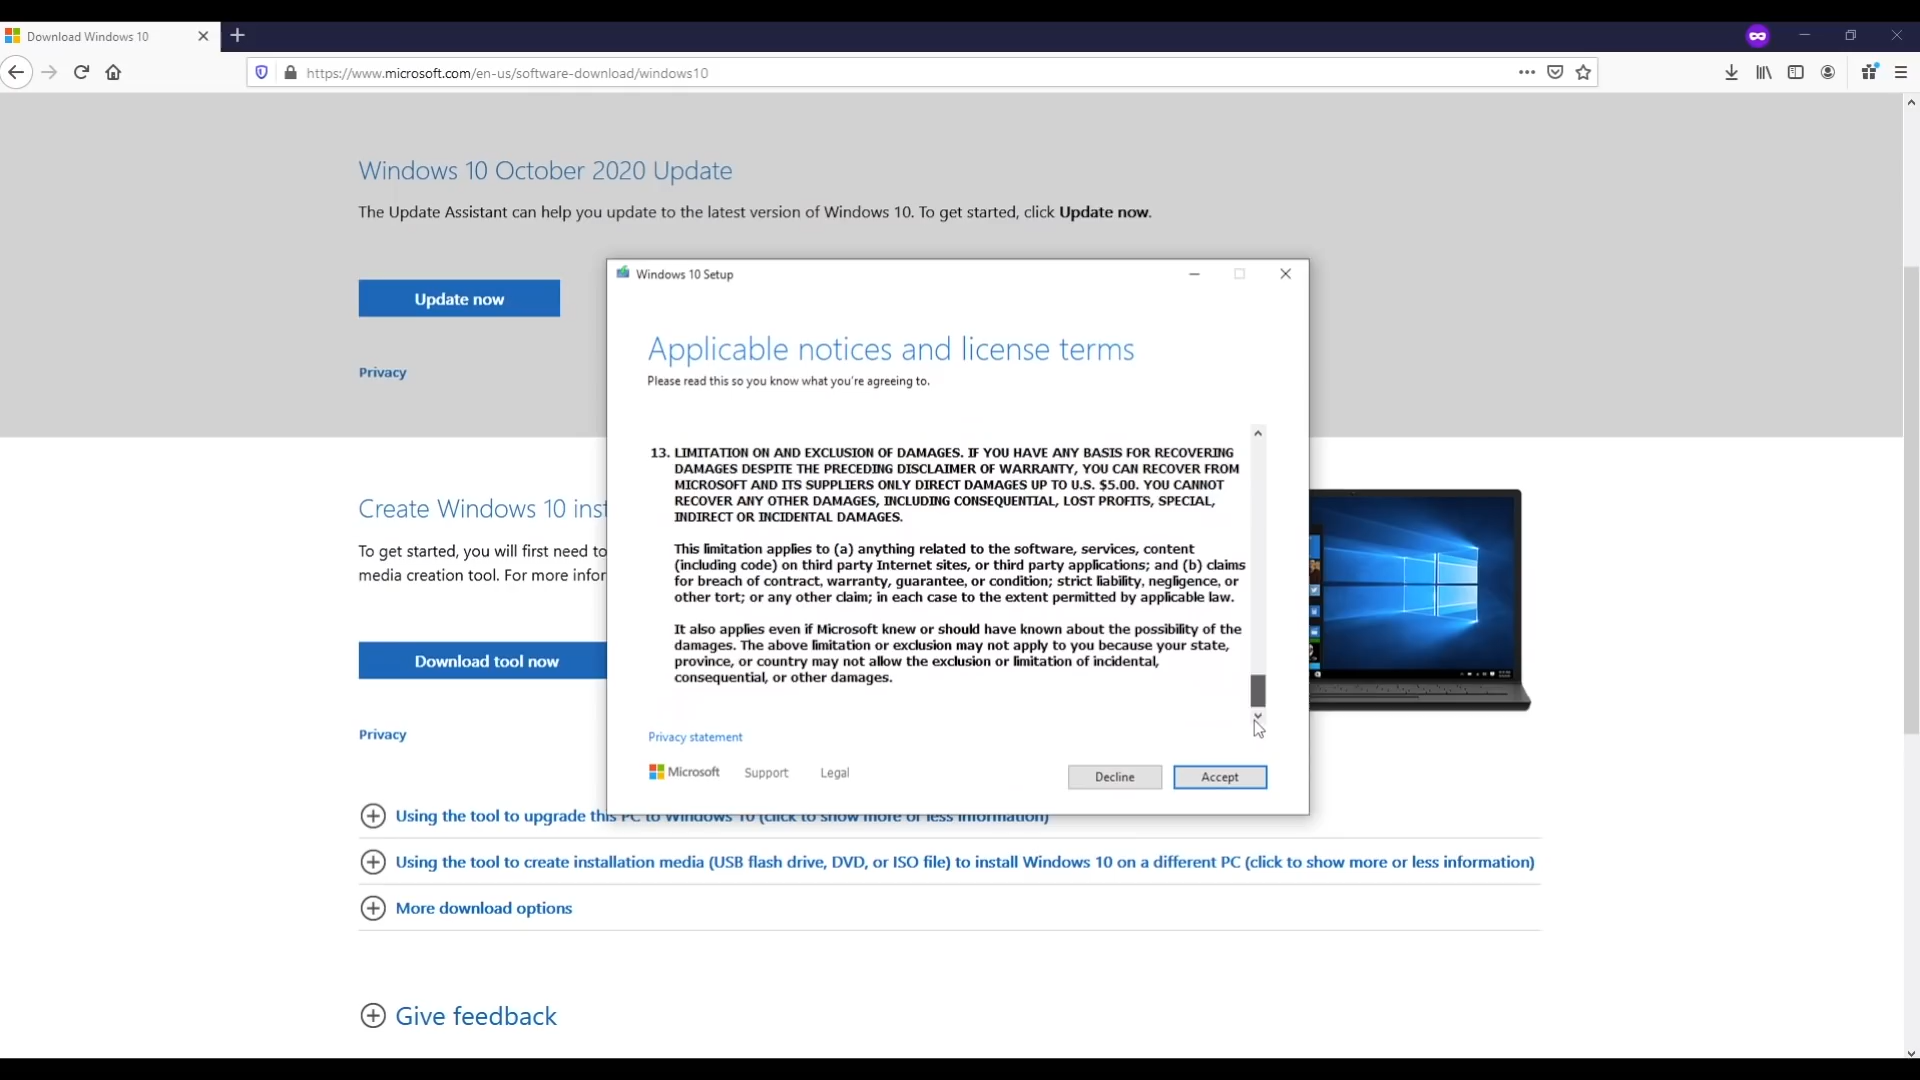 Download Windows 10
https://www.microsoft.com/en-us/software-download/windows10
Windows 10 October 2020 Update
The Update Assistant can help you update to the latest version of Windows 10. To get started, click Update now.
Update now
Privacy
Windows 10 Setup
Applicable notices and license terms
Please read this so you know what you're agreeing to.
13. LIMITATION ON AND EXCLUSION OF DAMAGES. IF YOU HAVE ANY BASIS FOR RECOVERING
DAMAGES DESPITE THE PRECEDING DISCLAIMER OF WARRANTY, YOU CAN RECOVER FROM
MICROSOFT AND ITS SUPPLIERS ONLY DIRECT DAMAGES UP TO U.S. $5.00. YOU CANNOT
RECOVER ANY OTHER DAMAGES, INCLUDING CONSEQUENTIAL, LOST PROFITS, SPECIAL,
INDIRECT OR INCIDENTAL DAMAGES.
This limitation applies to (a) anything related to the software, services, content
(including code) on third party Internet sites, or third party applications; and (b) claims
for breach of contract, warranty, guarantee, or condition; strict liability, negligence, or
other tort; or any other claim; in each case to the extent permitted by applicable law.
It also applies even if Microsoft knew or should have known about the possibility of the
damages. The above limitation or exclusion may not apply to you because your state,
province, or country may not allow the exclusion or limitation of incidental,
consequential, or other damages.
Privacy statement
Microsoft
Support
Legal
Decline
Accept
Create Windows 10 inst
To get started, you will first need to
media creation tool. For more infor
Download tool now
Privacy
Using the tool to upgrade this PC to Windows 10 (click to show more or less information)
Using the tool to create installation media (USB flash drive, DVD, or ISO file) to install Windows 10 on a different PC (click to show more or less information)
More download options
Give feedback